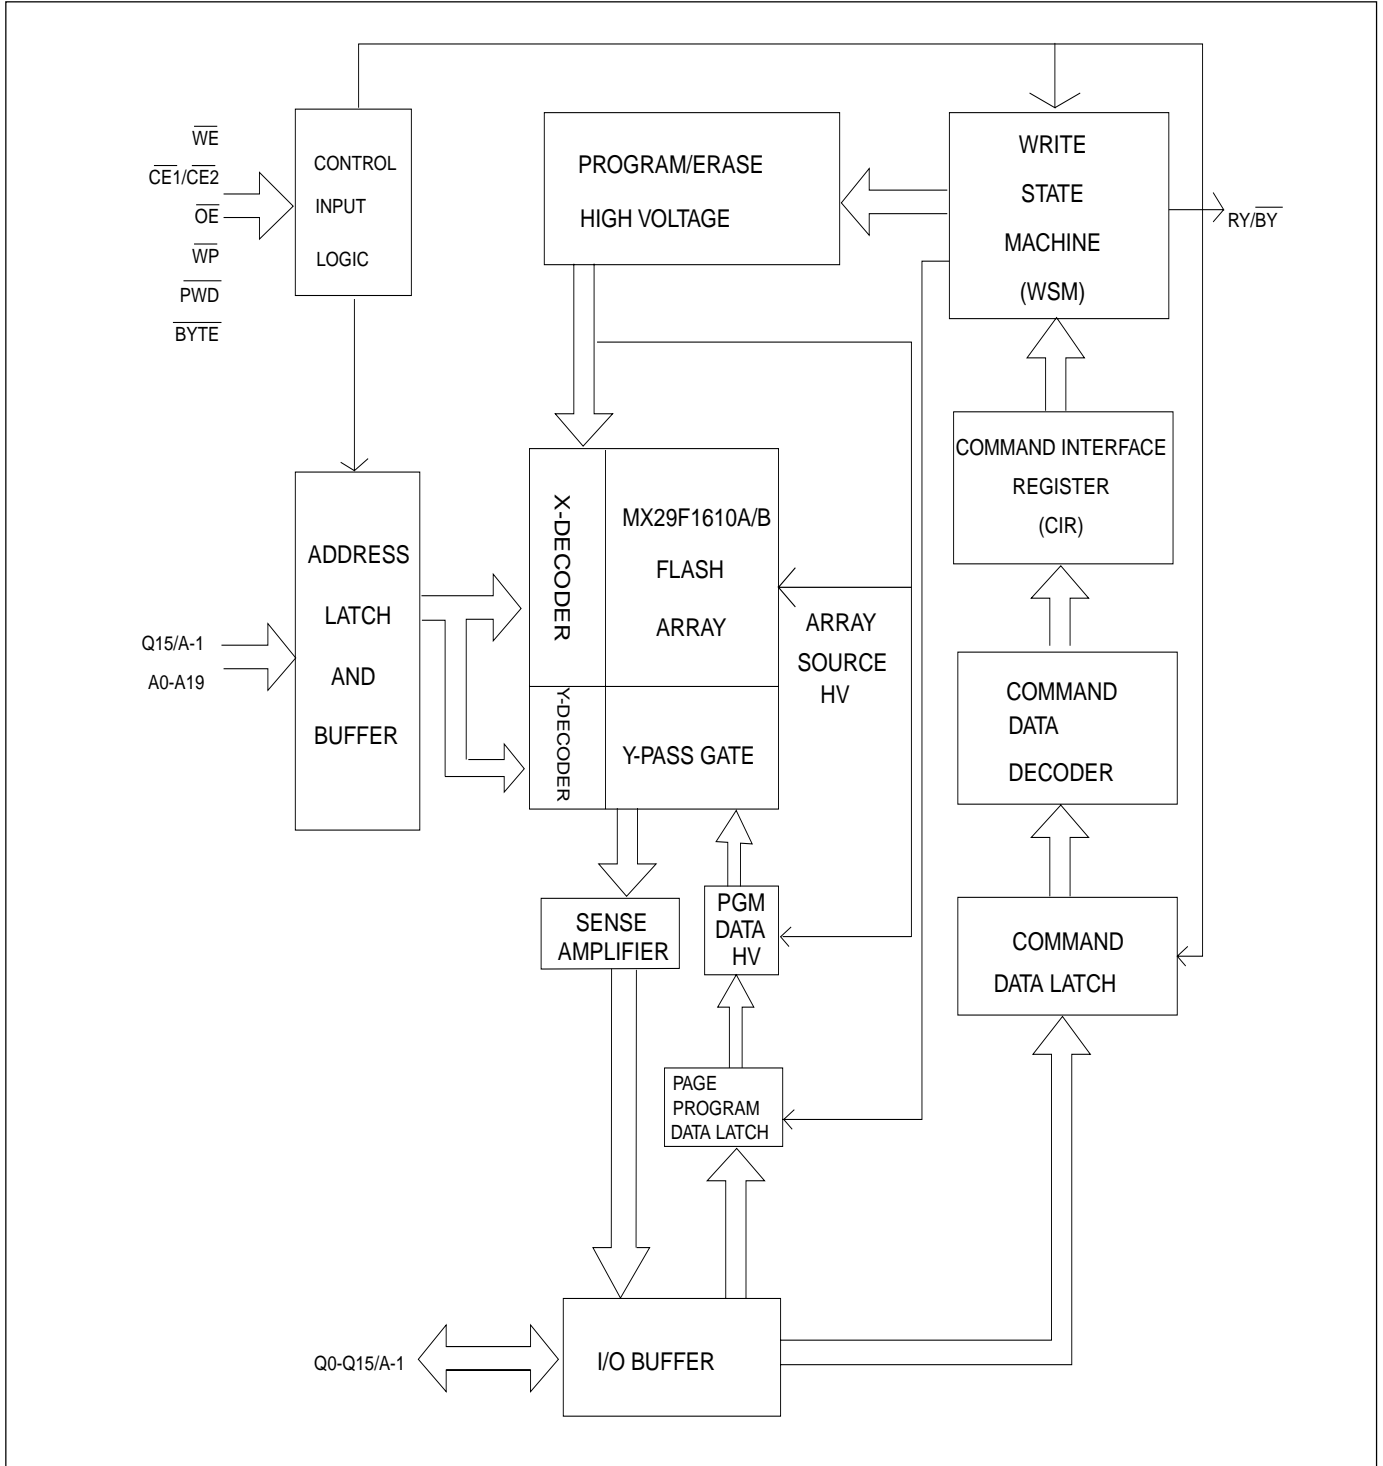 WE
CE1/CE2
OE
WP
PWD
BYTE
CONTROL
INPUT
LOGIC
PROGRAM/ERASE
HIGH VOLTAGE
WRITE
STATE
MACHINE
(WSM)
RY/BY
COMMAND INTERFACE
REGISTER
(CIR)
Q15/A-1
A0-A19
ADDRESS
LATCH
AND
BUFFER
X-DECODER
MX29F1610A/B
FLASH
ARRAY
ARRAY
SOURCE
HV
Y-DECODER
Y-PASS GATE
COMMAND
DATA
DECODER
SENSE
AMPLIFIER
PGM
DATA
HV
COMMAND
DATA LATCH
PAGE
PROGRAM
DATA LATCH
Q0-Q15/A-1
I/O BUFFER